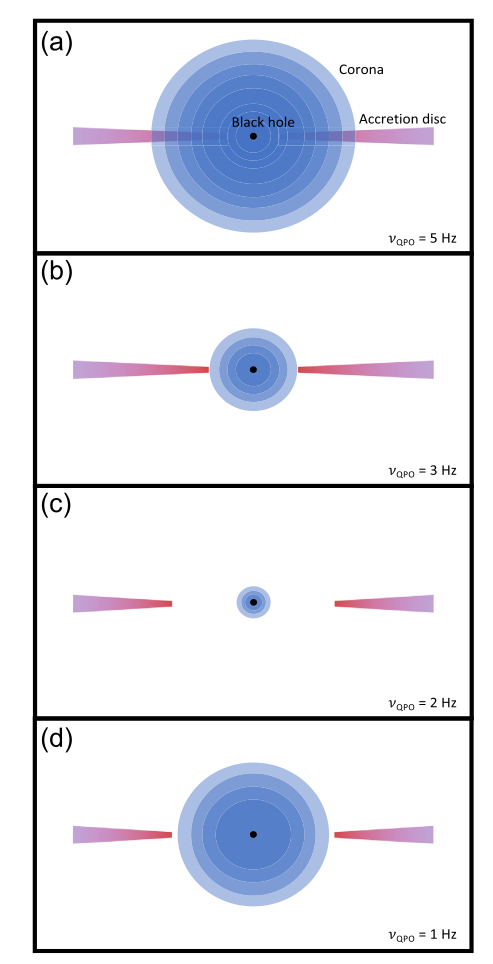 (a)
Corona
Accretion disc
Black hole
νQPO = 5 Hz
(b)
νQPO = 3 Hz
(c)
νQPO = 2 Hz
(d)
νQPO = 1 Hz